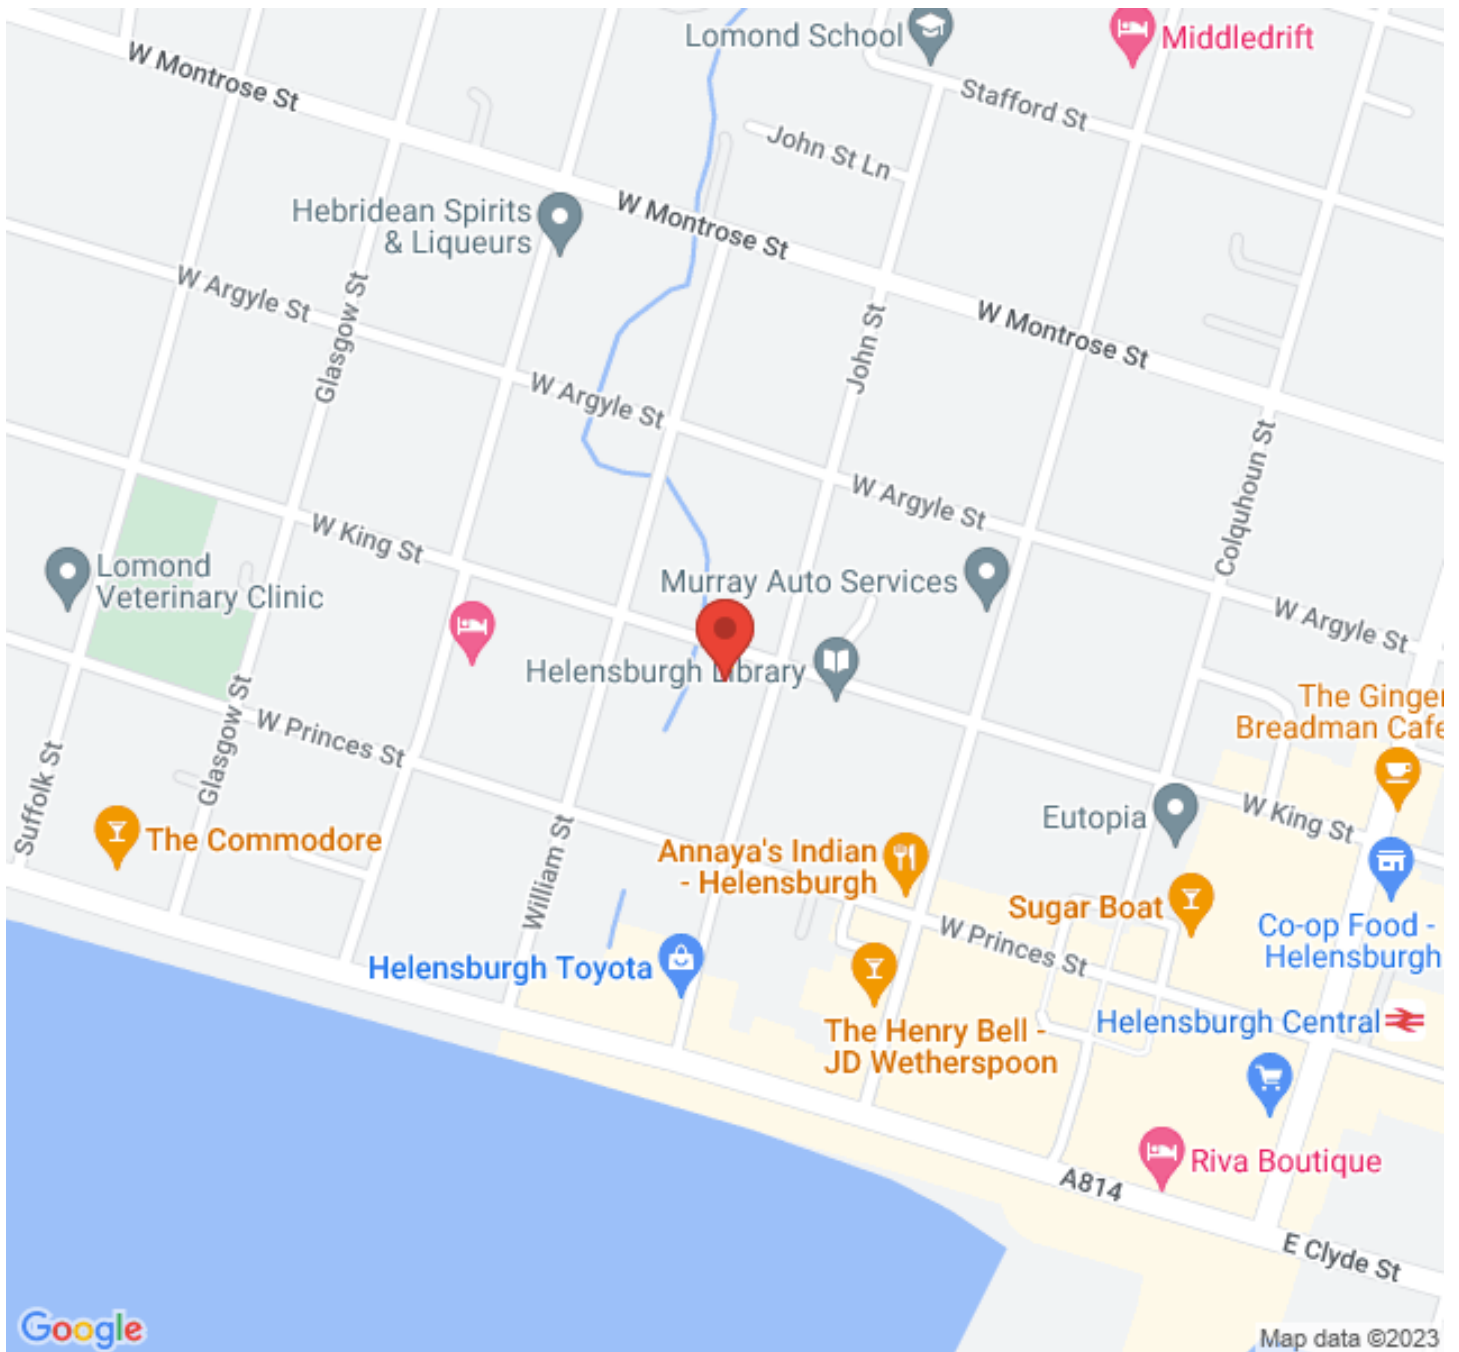 Lomond School
Middledrift
W Montrose St
Stafford St
John St Ln
Hebridean Spirits
& Liqueurs
W Montrose St
W Argyle St
Glasgow St
John St
W Montrose St
W Argyle St
Colquhoun St
W Argyle St
W King St
Lomond
Veterinary Clinic
Murray Auto Services
W Argyle St
Helensburgh Library
The Ginger
Breadman Cafe
Glasgow St
W Princes St
Suffolk St
W King St
Eutopia
The Commodore
William St
Annaya's Indian
- Helensburgh
Sugar Boat
Co-op Food -
Helensburgh
W Princes St
Helensburgh Toyota
The Henry Bell -
JD Wetherspoon
Helensburgh Central
Riva Boutique
A814
E Clyde St
Google
Map data ©2023